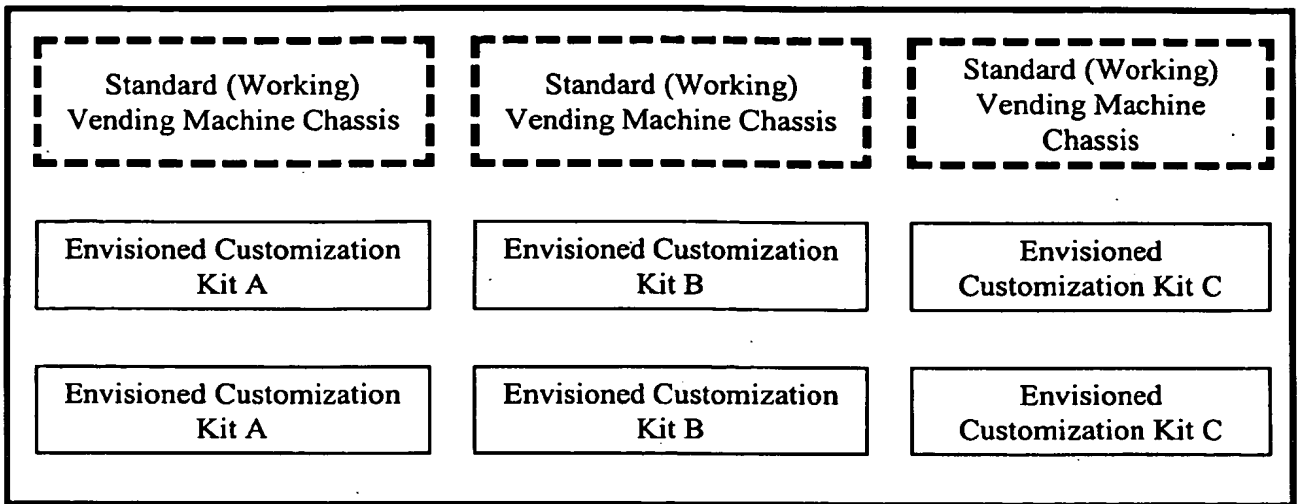 Standard (Working)
Vending Machine Chassis
Standard (Working)
Vending Machine Chassis
Standard (Working)
Vending Machine
Chassis
Envisioned Customization
Kit A
Envisioned Customization
Kit B
Envisioned
Customization Kit C
Envisioned Customization
Kit A
Envisioned Customization
Kit B
Envisioned
Customization Kit C